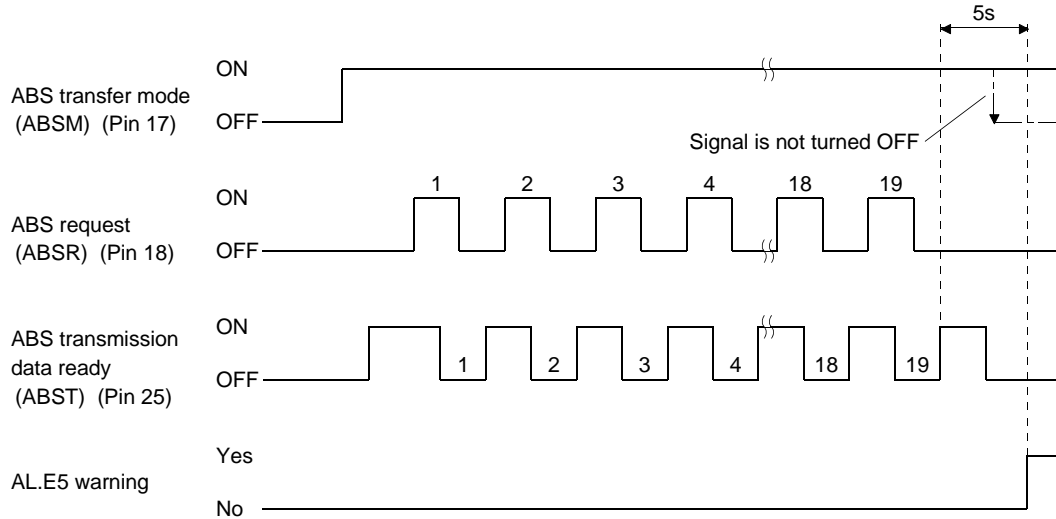 5s
ON
ABS transfer mode
(ABSM) (Pin 17)
OFF
Signal is not turned OFF
1 2 3 4 18 19
ON
ABS request
(ABSR) (Pin 18)
OFF
ON
ABS transmission
data ready
(ABST) (Pin 25)
OFF
1 2 3 4 18 19
Yes
AL.E5 warning
No